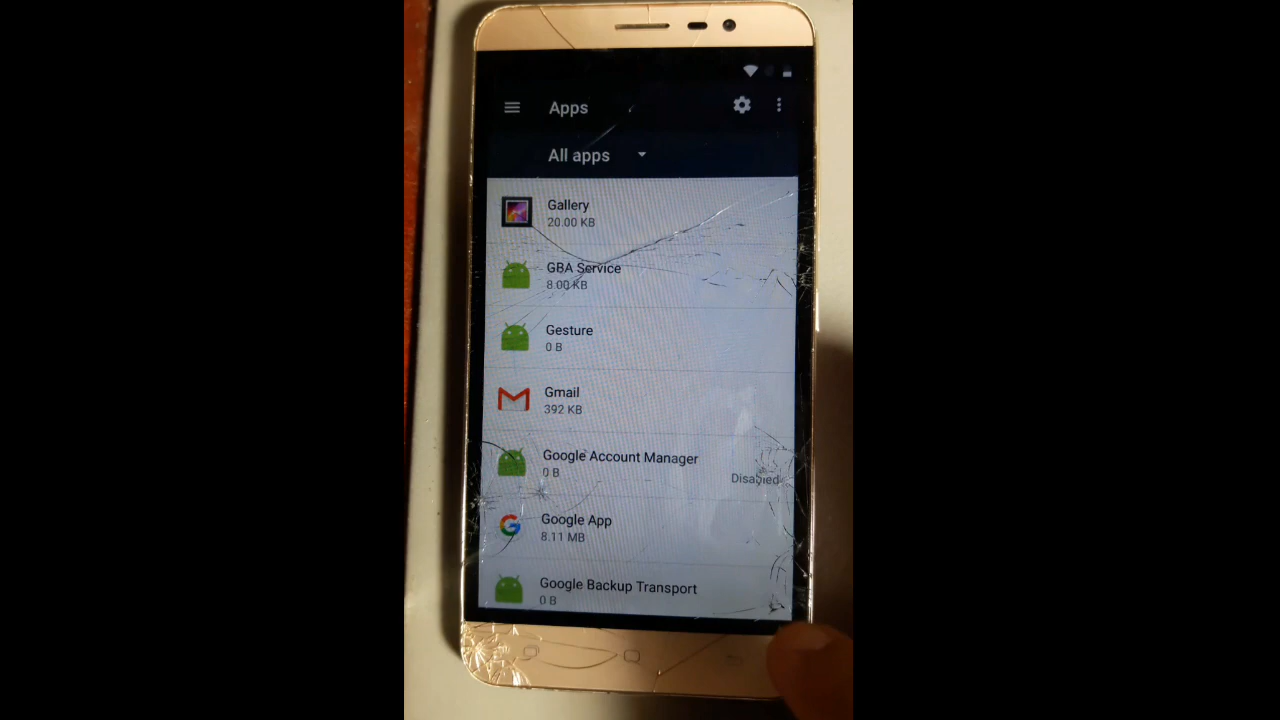 Apps
All apps
Gallery
20.00 KB
GBA Service
8.00 KB
Gesture
0 B
Gmail
392 KB
Google Account Manager
0 B
Disabled
Google App
8.11 MB
Google Backup Transport
0 B